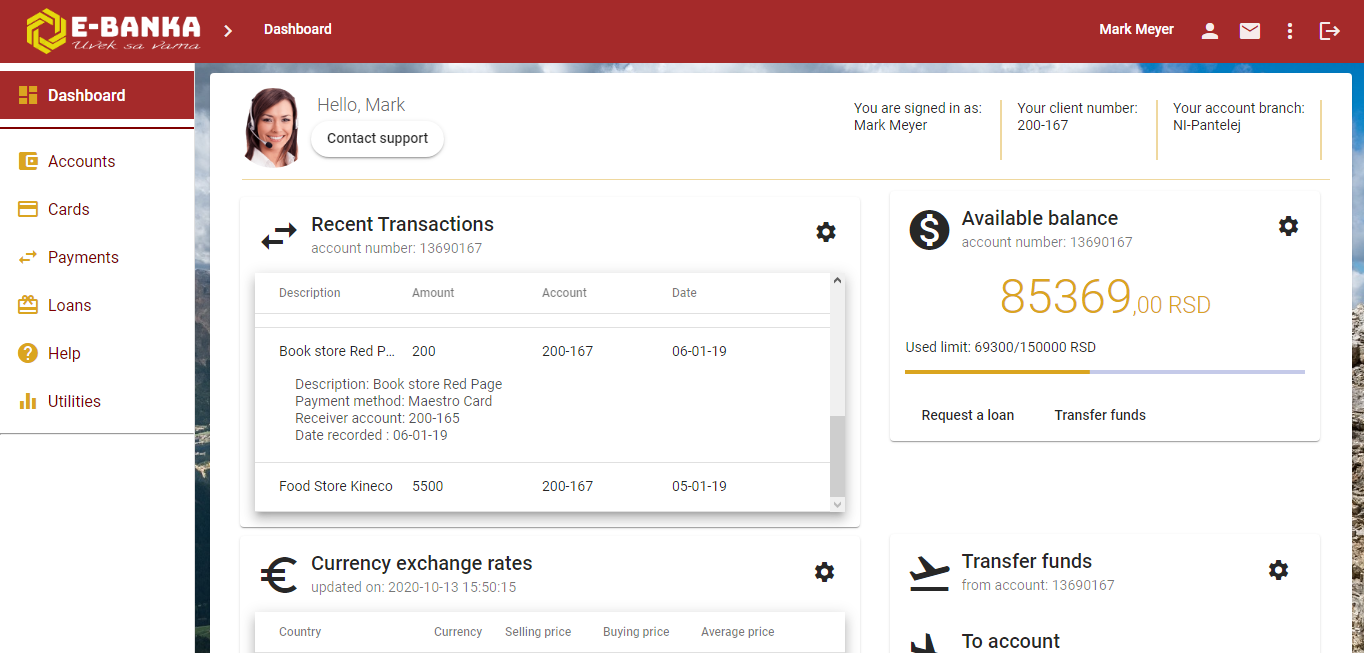 E-BANKA
Uvek sa vama
Dashboard
Mark Meyer
Dashboard
Accounts
Cards
Payments
Loans
Help
Utilities
Hello, Mark
Contact support
You are signed in as:
Mark Meyer
Your client number:
200-167
Your account branch:
NI-Pantelej
Recent Transactions
account number: 13690167
Description Amount Account Date
Book store Red P... 200 200-167 06-01-19
Description: Book store Red Page
Payment method: Maestro Card
Receiver account: 200-165
Date recorded : 06-01-19
Food Store Kineco 5500 200-167 05-01-19
Available balance
account number: 13690167
85369,00 RSD
Used limit: 69300/150000 RSD
Request a loan Transfer funds
Currency exchange rates
updated on: 2020-10-13 15:50:15
Country Currency Selling price Buying price Average price
Transfer funds
from account: 13690167
To account